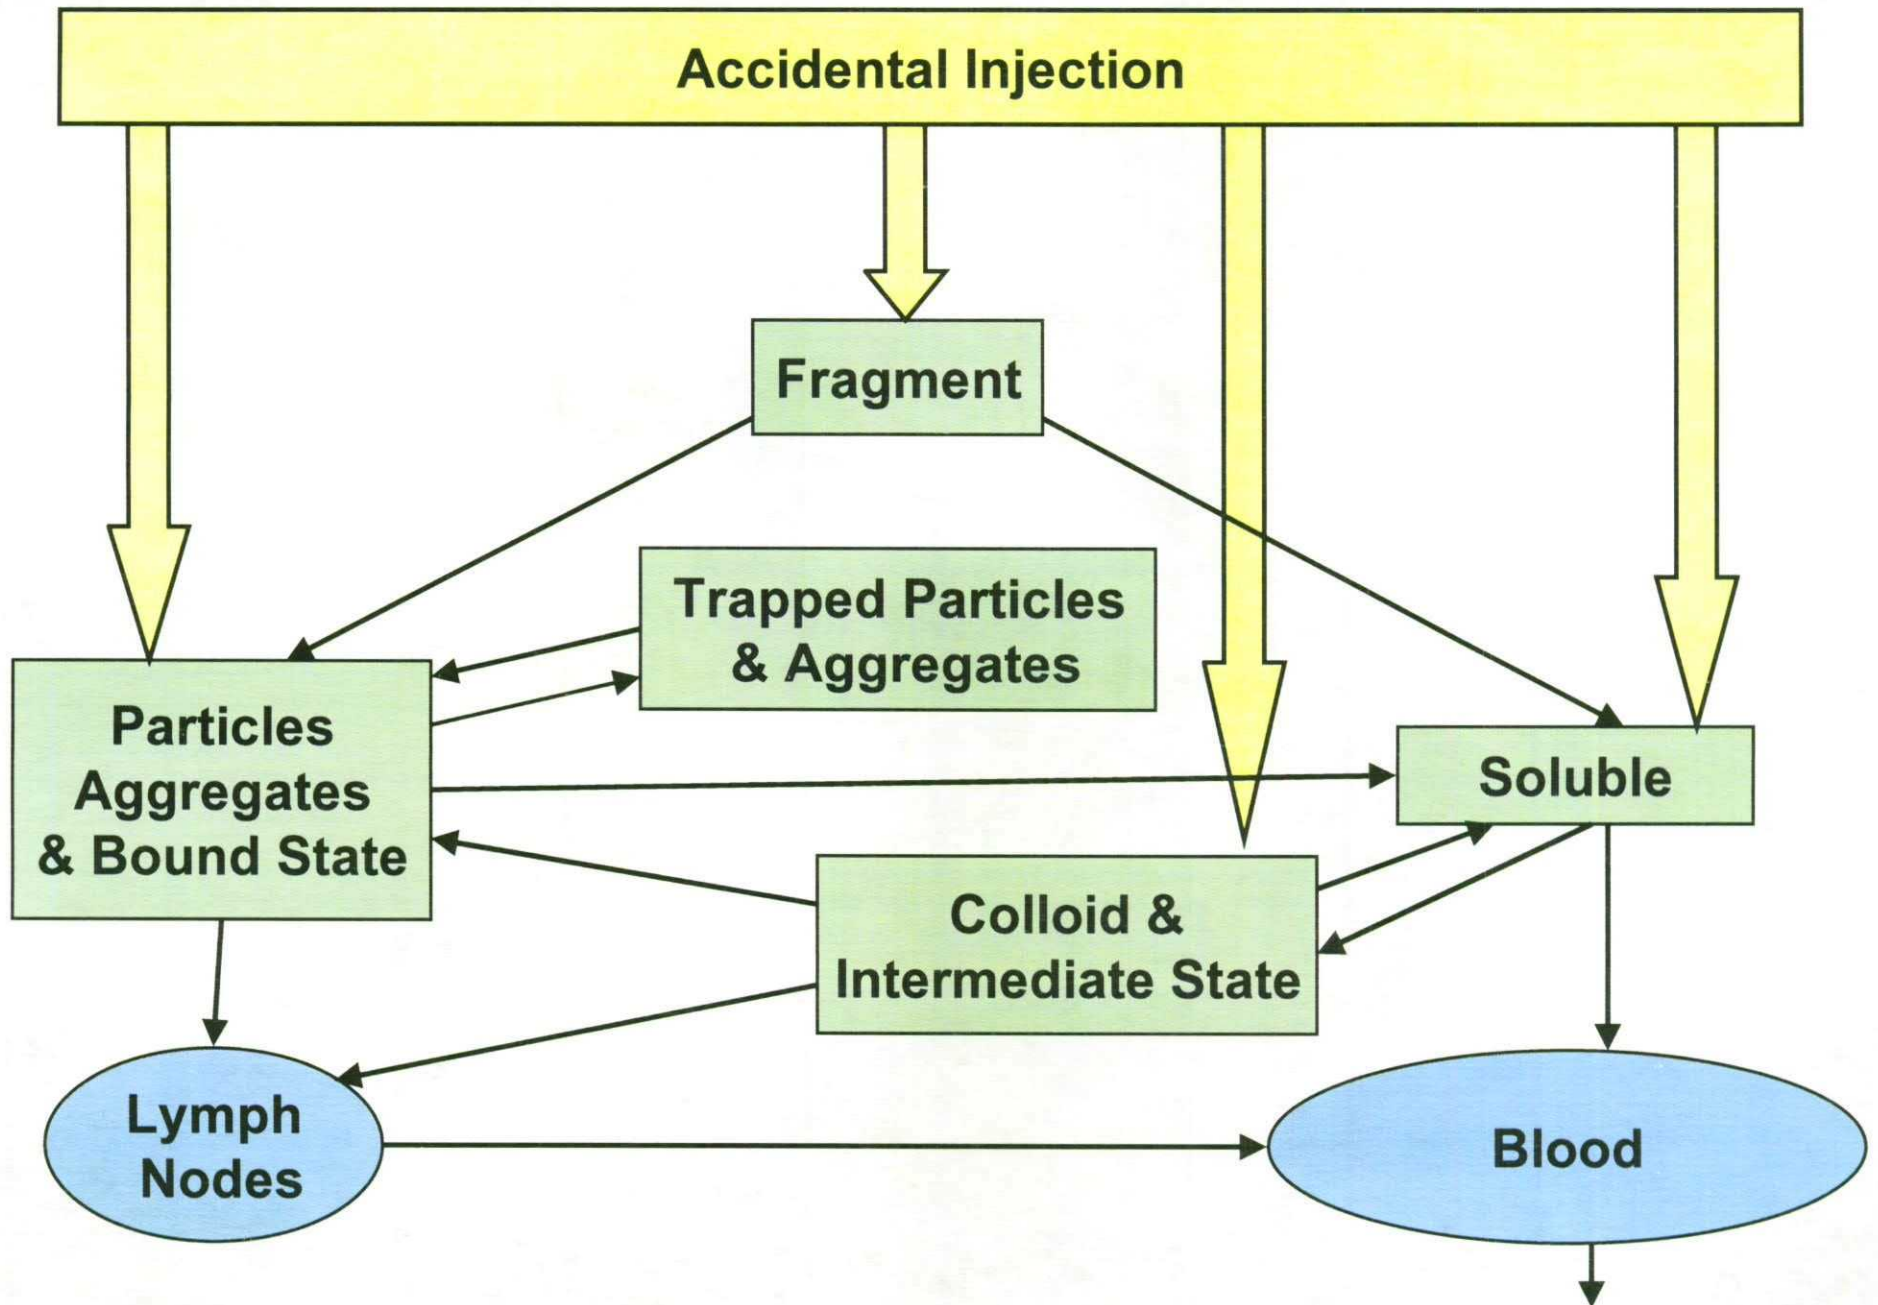 Accidental Injection
Fragment
Trapped Particles
& Aggregates
Particles
Aggregates
& Bound State
Soluble
Colloid &
Intermediate State
Lymph
Nodes
Blood